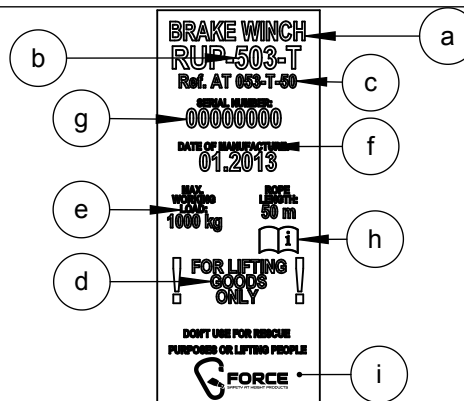 BRAKE WINCH
a
b
RUP-503-T
Ref. AT 053-T-50
c
SERIAL NUMBER:
g
00000000
DATE OF MANUFACTURE:
f
01.2013
MAX.
WORKING
LOAD:
1000 kg
e
ROPE
LENGTH:
50 m
i
h
! FOR LIFTING !
GOODS
ONLY
d
DON'T USE FOR RESCUE
PURPOSES OR LIFTING PEOPLE
FORCE
SAFETY AT HEIGHT PRODUCTS
i